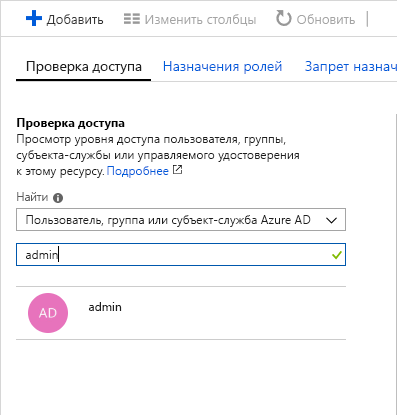 Добавить Изменить столбцы Обновить
Проверка доступа Назначения ролей Запрет назнач
Проверка доступа
Просмотр уровня доступа пользователя, группы,
субъекта-службы или управляемого удостоверения
к этому ресурсу. Подробнее
Найти
Пользователь, группа или субъект-служба Azure AD
admin
AD admin